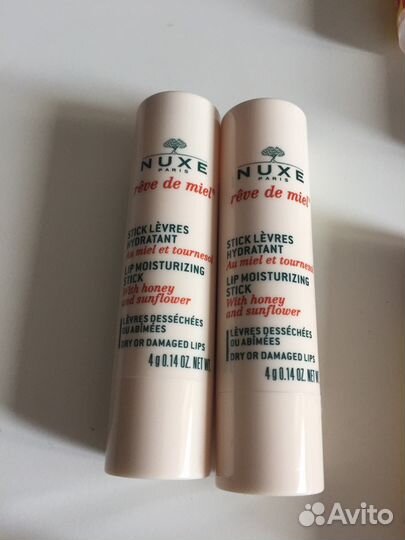 NUXE
PARIS
rêve de miel®
STICK LÈVRES
HYDRATANT
Au miel et tournesol
LIP MOISTURIZING
STICK
With honey
and sunflower
LÈVRES DESSÉCHÉES
OU ABÎMÉES
DRY OR DAMAGED LIPS
4 g 0.14 OZ. NET WT.
NUXE
PARIS
rêve de miel®
STICK LÈVRES
HYDRATANT
Au miel et tournesol
LIP MOISTURIZING
STICK
With honey
and sunflower
LÈVRES DESSÉCHÉES
OU ABÎMÉES
DRY OR DAMAGED LIPS
4 g 0.14 OZ. NET W
Avito